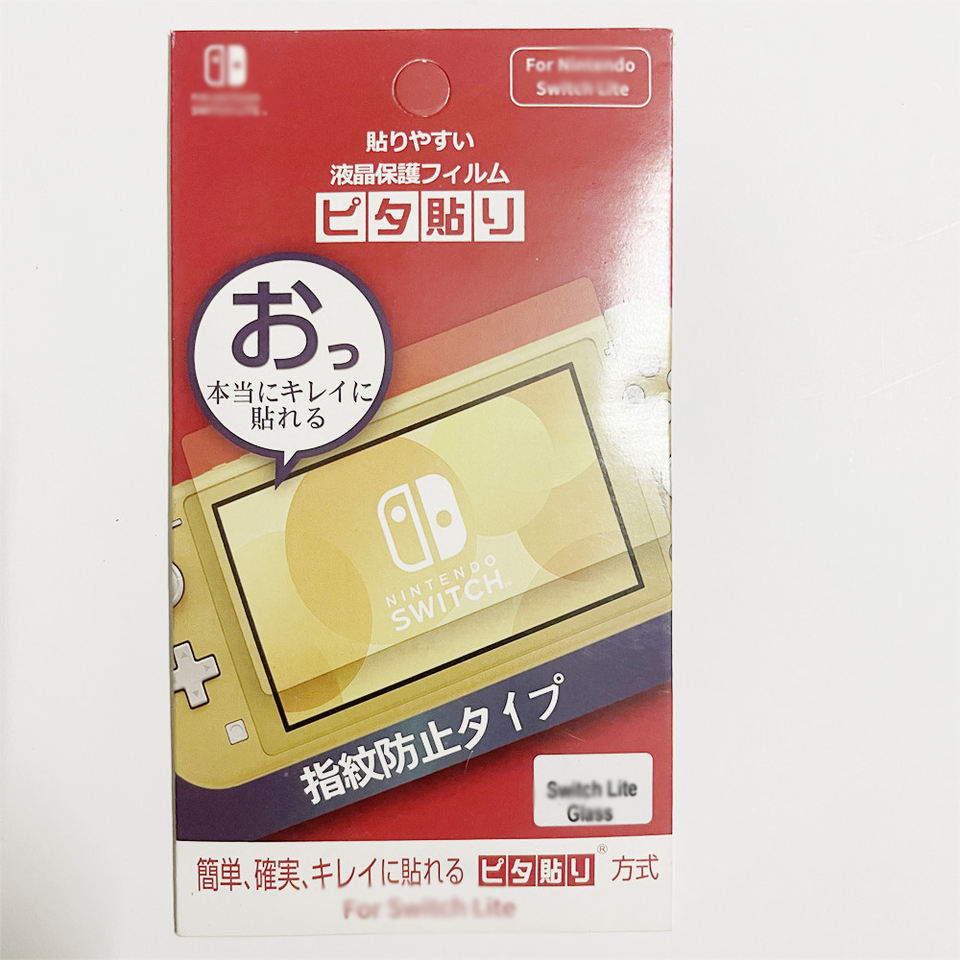 For Nintendo
Switch Lite
貼りやすい
液晶保護フィルム
ピタ貼り
おっ
本当にキレイに
貼れる
NINTENDO
SWITCH
指紋防止タイプ
Switch Lite
Glass
簡単、確実、キレイに貼れる ピタ貼り® 方式
For Switch Lite